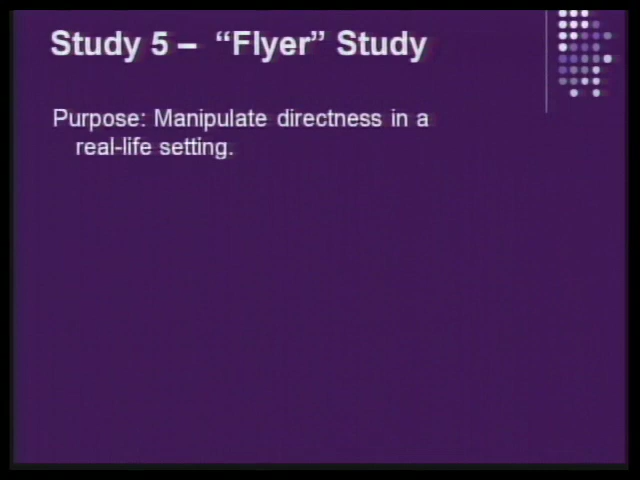 Study 5 – “Flyer” Study
Purpose: Manipulate directness in a
real-life setting.